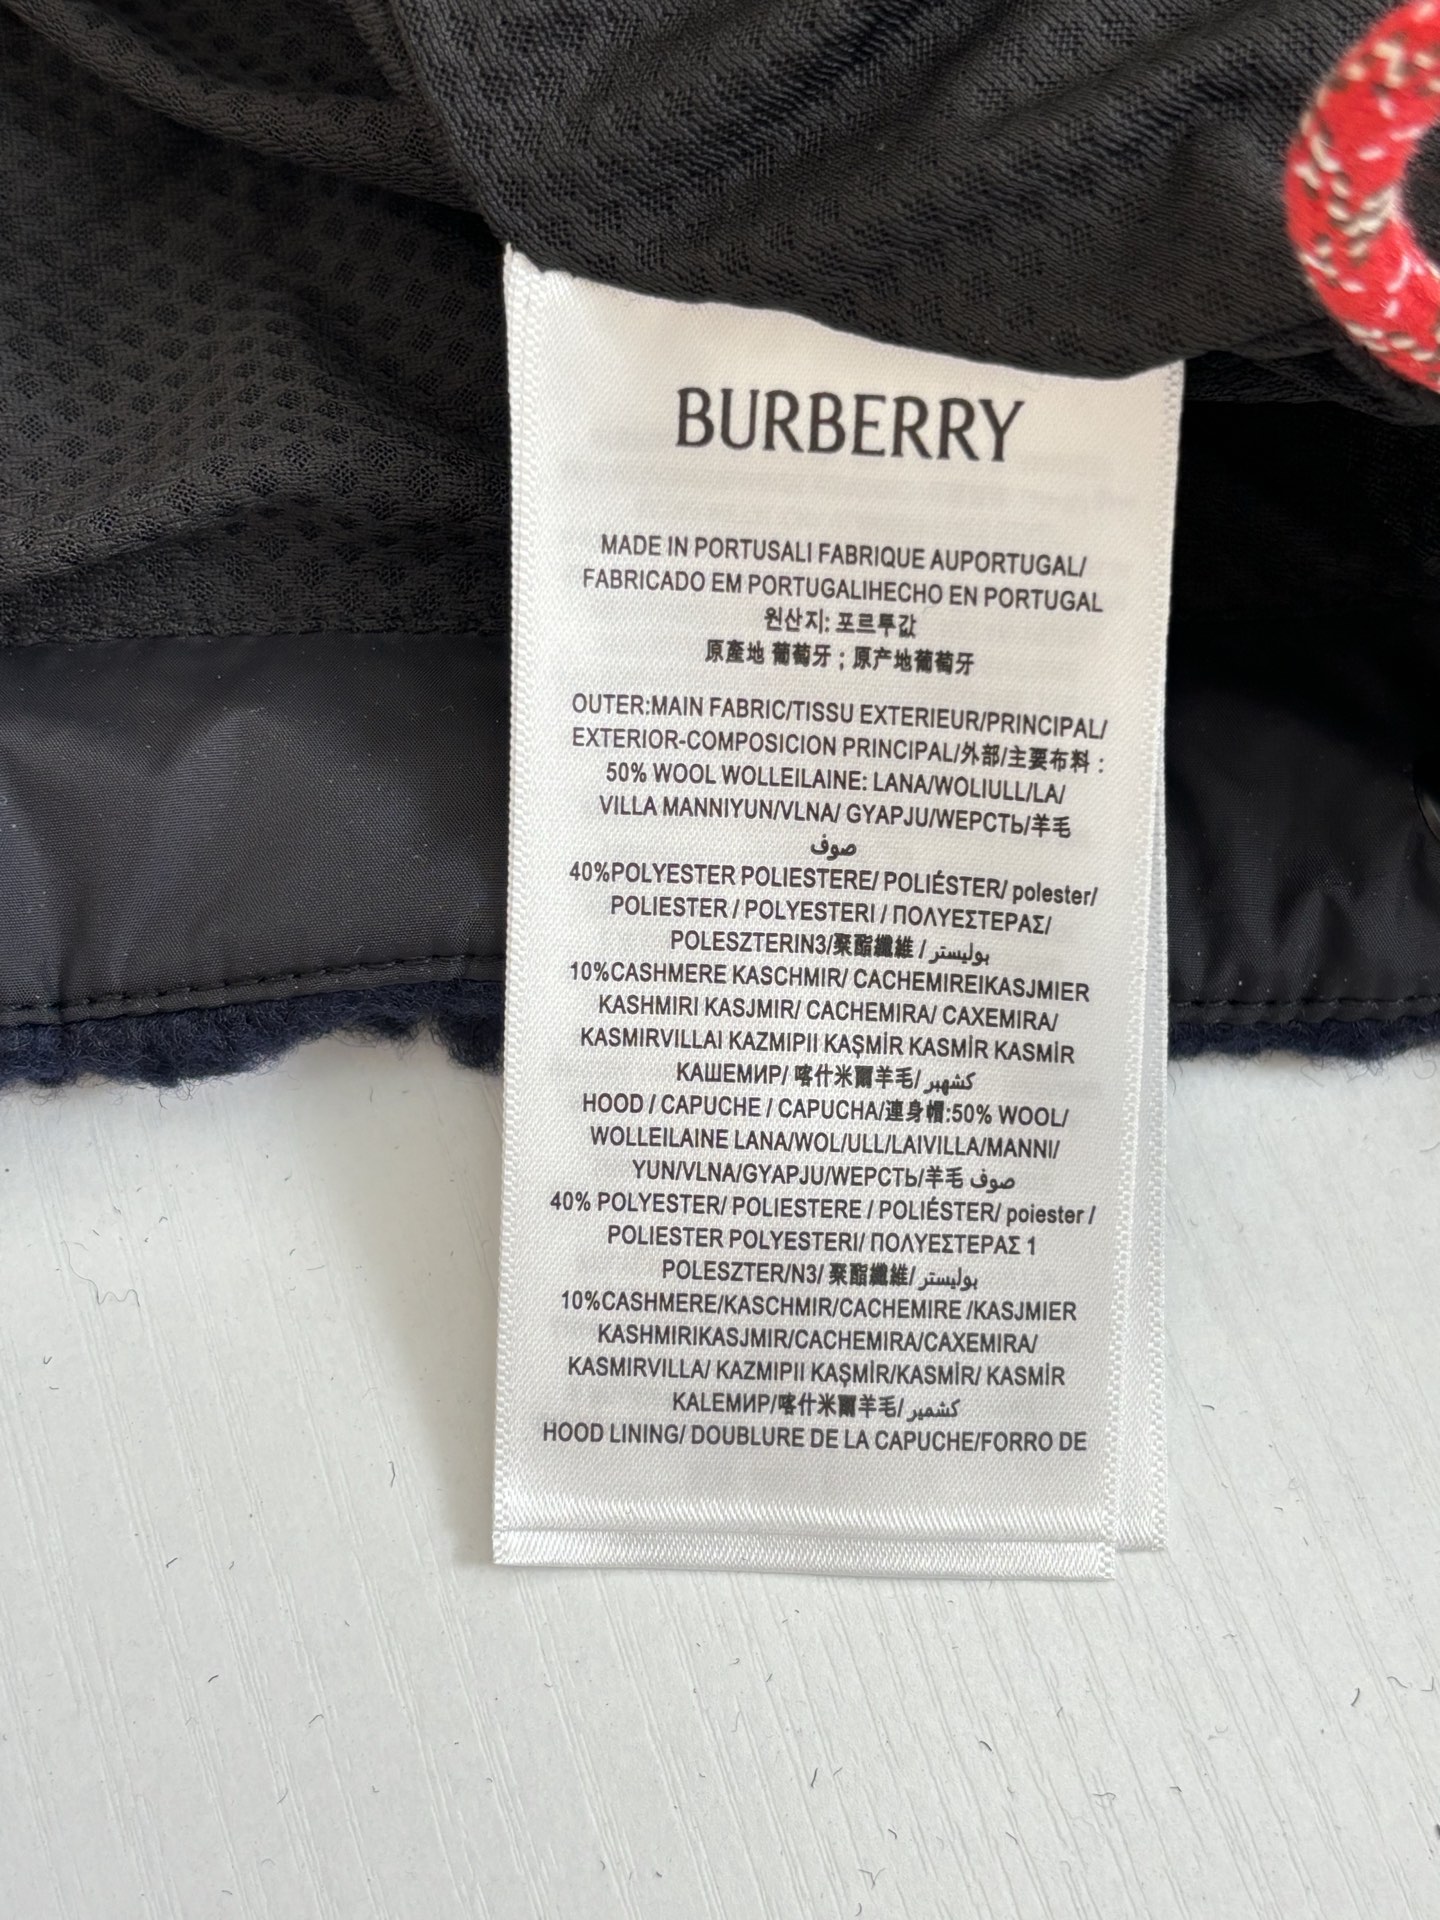 BURBERRY
MADE IN PORTUSALI FABRIQUE AUPORTUGAL/
FABRICADO EM PORTUGALIHECHO EN PORTUGAL
원산지: 포르투값
原產地 葡萄牙 ; 原产地葡萄牙
OUTER:MAIN FABRIC/TISSU EXTERIEUR/PRINCIPAL/
EXTERIOR-COMPOSICION PRINCIPAL/外部/主要布料 :
50% WOOL WOLLEILAINE: LANA/WOLIULL/LA/
VILLA MANNIYUN/VLNA/ GYAPJU/WEPCTЬ/羊毛
صوف
40%POLYESTER POLIESTERE/ POLIÉSTER/ polester/
POLIESTER / POLYESTERI / ΠΟΛΥΕΣΤΕΡΑΣ/
POLESZTERIN3/聚酯纖維 / بوليستر
10%CASHMERE KASCHMIR/ CACHEMIREIKASJMIER
KASHMIRI KASJMIR/ CACHEMIRA/ CAXEMIRA/
KASMIRVILLAI KAZMIPII KAŞMİR KASMİR KASMİR
КАШЕМИР/ 喀什米爾羊毛/ كشهير
HOOD / CAPUCHE / CAPUCHA/連身帽:50% WOOL/
WOLLEILAINE LANA/WOL/ULL/LAIVILLA/MANNI/
YUN/VLNA/GYAPJU/WEPCTЬ/羊毛 صوف
40% POLYESTER/ POLIESTERE / POLIÉSTER/ poiester /
POLIESTER POLYESTERI/ ΠΟΛΥΕΣΤΕΡΑΣ 1
POLESZTER/N3/ 聚酯纖維/ بوليستر
10%CASHMERE/KASCHMIR/CACHEMIRE /KASJMIER
KASHMIRIKASJMIR/CACHEMIRA/CAXEMIRA/
KASMIRVILLA/ KAZMIPII KAŞMİR/KASMİR/ KASMİR
KALEMИP/喀什米爾羊毛/ كشمير
HOOD LINING/ DOUBLURE DE LA CAPUCHE/FORRO DE